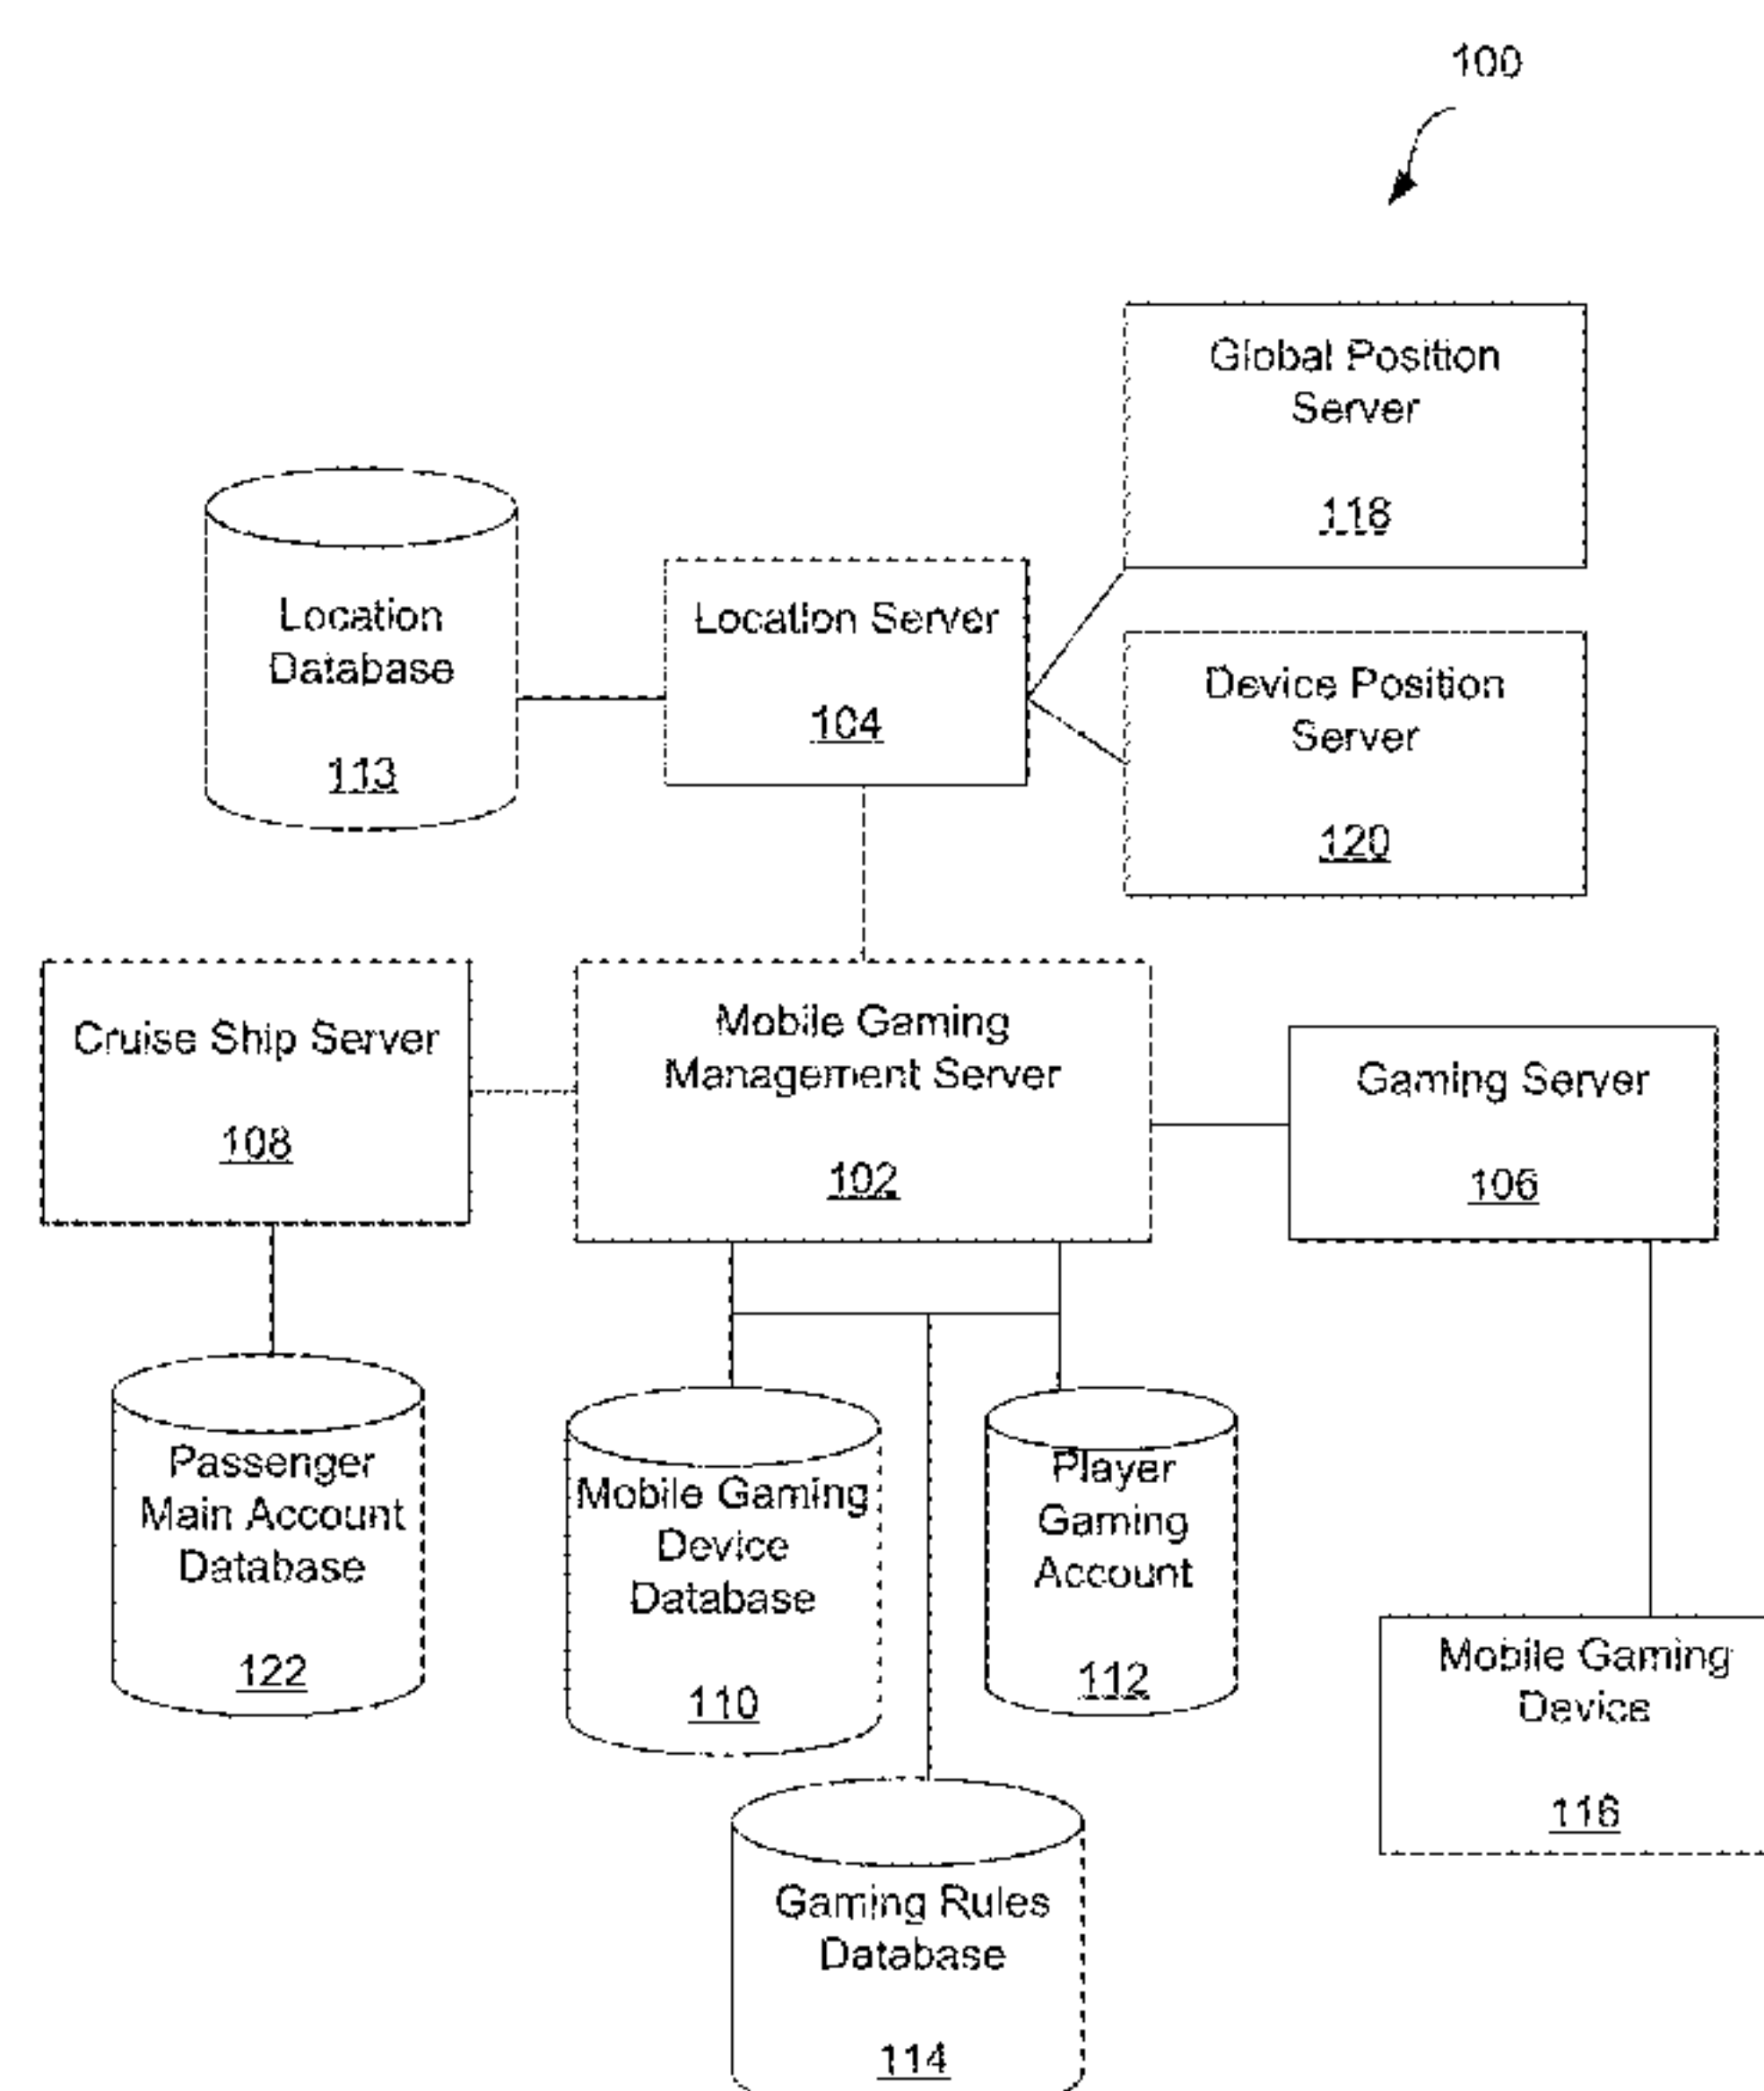 100
Global Position
Server
118
Location
Database
113
Location Server
104
Device Position
Server
120
Cruise Ship Server
108
Mobile Gaming
Management Server
102
Gaming Server
106
Passenger
Main Account
Database
122
Mobile Gaming
Device
Database
110
Player
Gaming
Account
112
Mobile Gaming
Device
116
Gaming Rules
Database
114